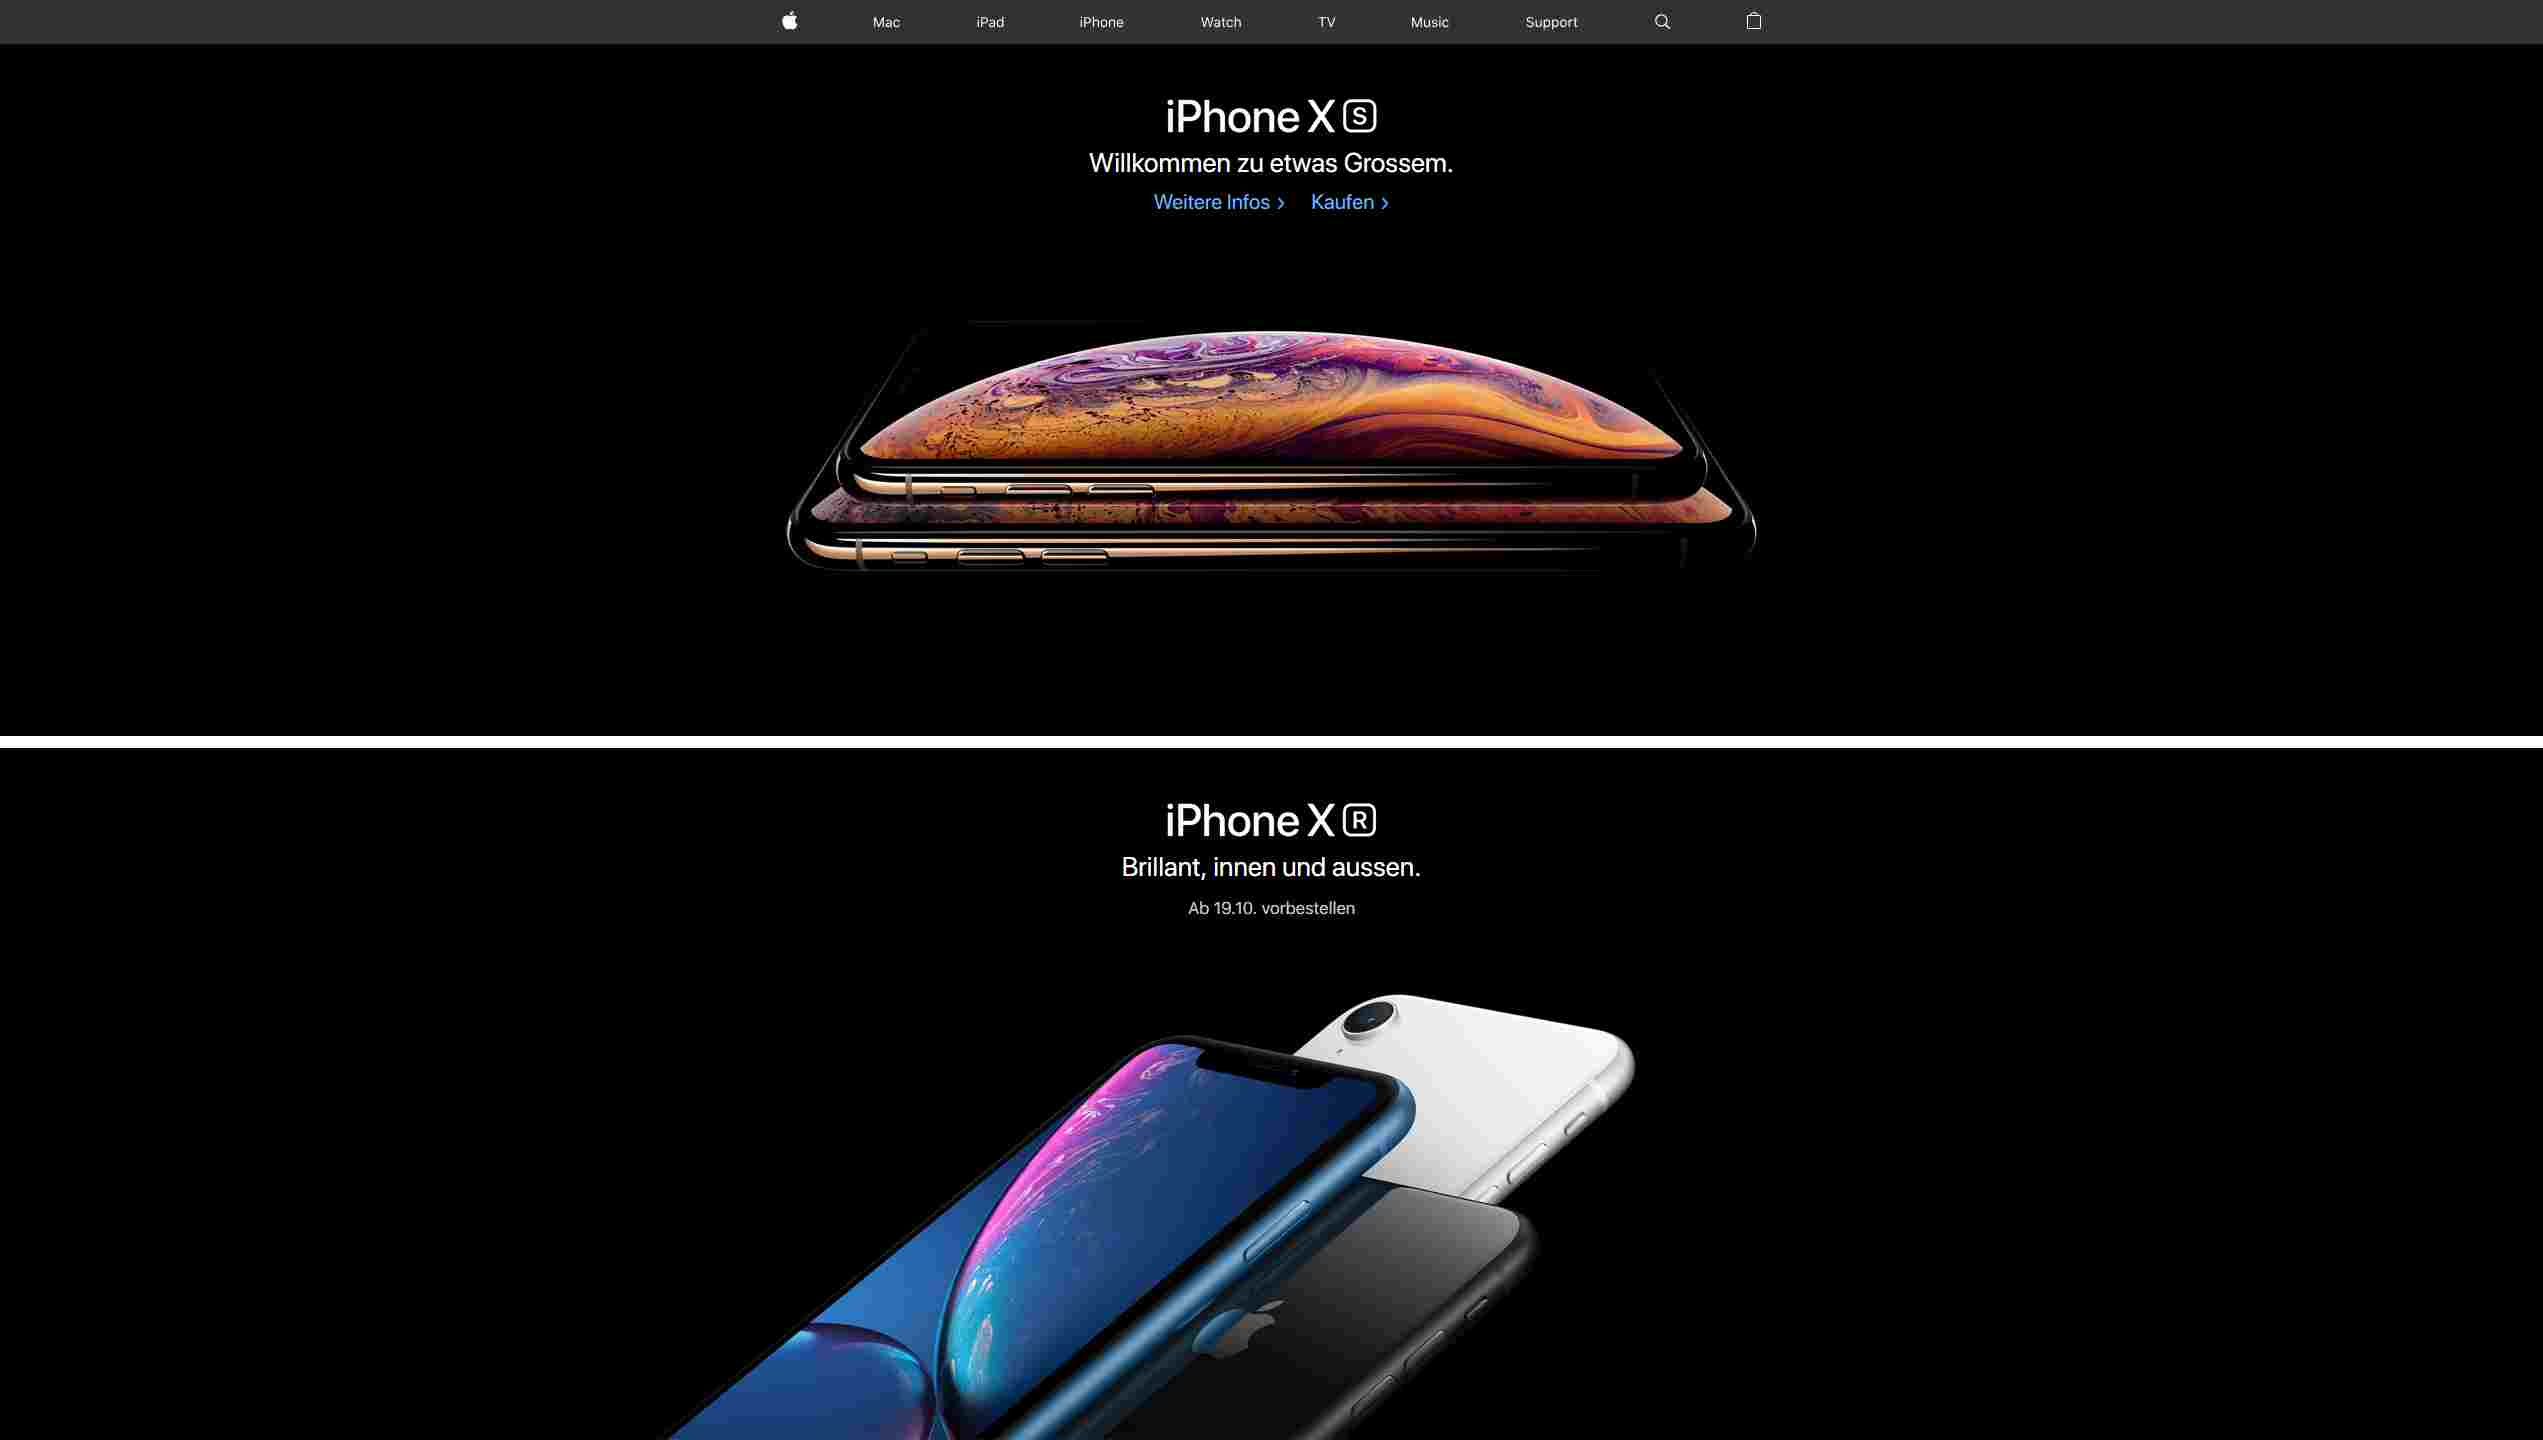 Mac iPad iPhone Watch TV Music Support
iPhone XS
Willkommen zu etwas Grossem.
Weitere Infos > Kaufen >
iPhone XR
Brillant, innen und aussen.
Ab 19.10. vorbestellen